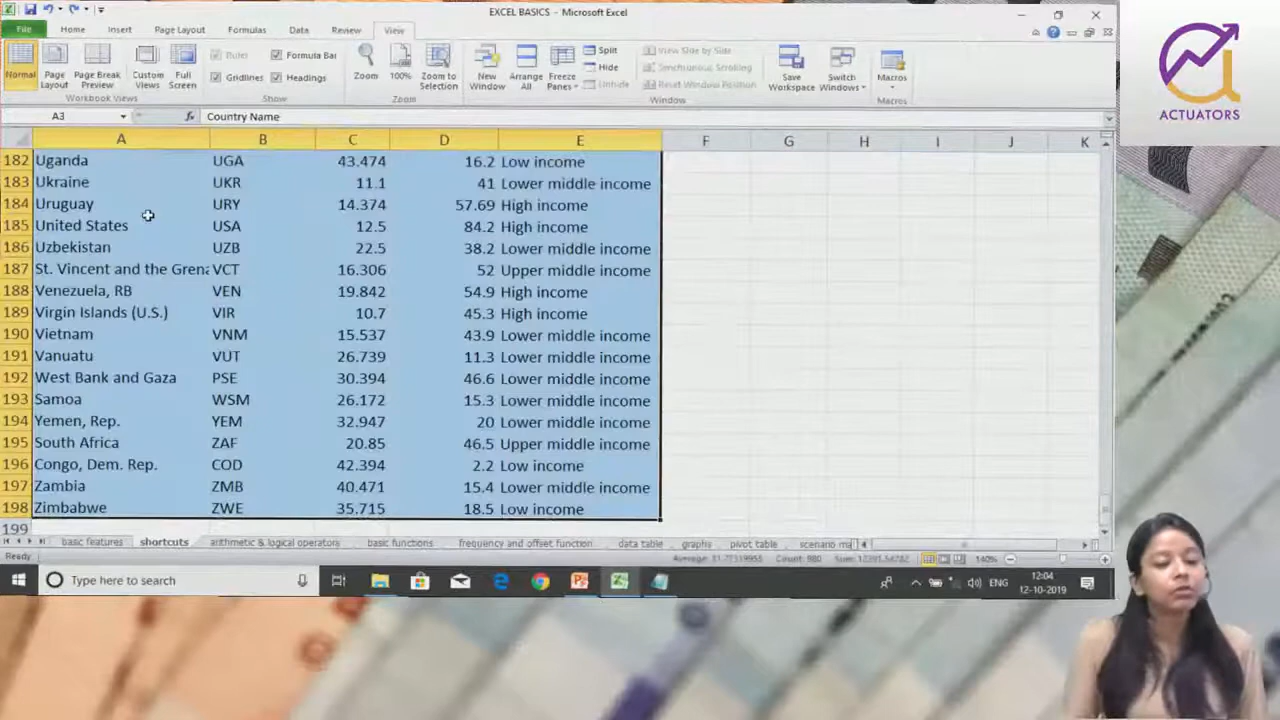 EXCEL BASICS - Microsoft Excel
File Home Insert Page Layout Formulas Data Review View
Normal Page Layout Page Break Preview Custom Views Full Screen
Workbook Views
Ruler Formula Bar
Gridlines Headings
Show
Zoom 100% Zoom to Selection
Zoom
New Window Arrange All Freeze Panes
Split
Hide
Unhide
View Side by Side
Synchronous Scrolling
Reset Window Position
Window
Save Workspace Switch Windows
Macros
Macros
ACTUATORS
A3 fx Country Name
A B C D E F G H I J K
182 Uganda UGA 43.474 16.2 Low income
183 Ukraine UKR 11.1 41 Lower middle income
184 Uruguay URY 14.374 57.69 High income
185 United States USA 12.5 84.2 High income
186 Uzbekistan UZB 22.5 38.2 Lower middle income
187 St. Vincent and the Grena VCT 16.306 52 Upper middle income
188 Venezuela, RB VEN 19.842 54.9 High income
189 Virgin Islands (U.S.) VIR 10.7 45.3 High income
190 Vietnam VNM 15.537 43.9 Lower middle income
191 Vanuatu VUT 26.739 11.3 Lower middle income
192 West Bank and Gaza PSE 30.394 46.6 Lower middle income
193 Samoa WSM 26.172 15.3 Lower middle income
194 Yemen, Rep. YEM 32.947 20 Lower middle income
195 South Africa ZAF 20.85 46.5 Upper middle income
196 Congo, Dem. Rep. COD 42.394 2.2 Low income
197 Zambia ZMB 40.471 15.4 Lower middle income
198 Zimbabwe ZWE 35.715 18.5 Low income
199
basic features shortcuts arithmetic & logical operators basic functions frequency and offset function data table graphs pivot table scenario ma
Ready Count: 980 140%
Type here to search ENG 12:04
12-10-2019